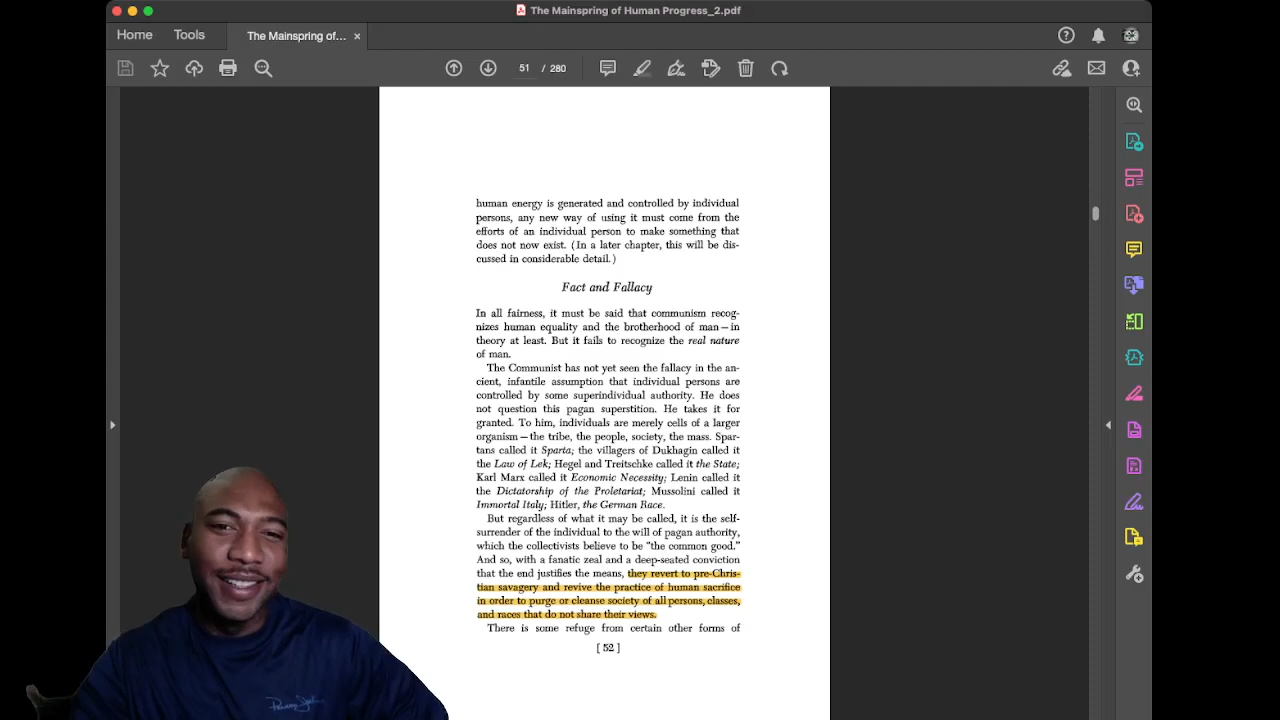 The Mainspring of Human Progress_2.pdf
Home Tools The Mainspring of... ×
51 / 280
human energy is generated and controlled by individual
persons, any new way of using it must come from the
efforts of an individual person to make something that
does not now exist. (In a later chapter, this will be dis-
cussed in considerable detail.)
Fact and Fallacy
In all fairness, it must be said that communism recog-
nizes human equality and the brotherhood of man—in
theory at least. But it fails to recognize the real nature
of man.
The Communist has not yet seen the fallacy in the an-
cient, infantile assumption that individual persons are
controlled by some superindividual authority. He does
not question this pagan superstition. He takes it for
granted. To him, individuals are merely cells of a larger
organism—the tribe, the people, society, the mass. Spar-
tans called it Sparta; the villagers of Dukhagin called it
the Law of Lek; Hegel and Treitschke called it the State;
Karl Marx called it Economic Necessity; Lenin called it
the Dictatorship of the Proletariat; Mussolini called it
Immortal Italy; Hitler, the German Race.
But regardless of what it may be called, it is the self-
surrender of the individual to the will of pagan authority,
which the collectivists believe to be "the common good."
And so, with a fanatic zeal and a deep-seated conviction
that the end justifies the means, they revert to pre-Chris-
tian savagery and revive the practice of human sacrifice
in order to purge or cleanse society of all persons, classes,
and races that do not share their views.
There is some refuge from certain other forms of
[ 52 ]